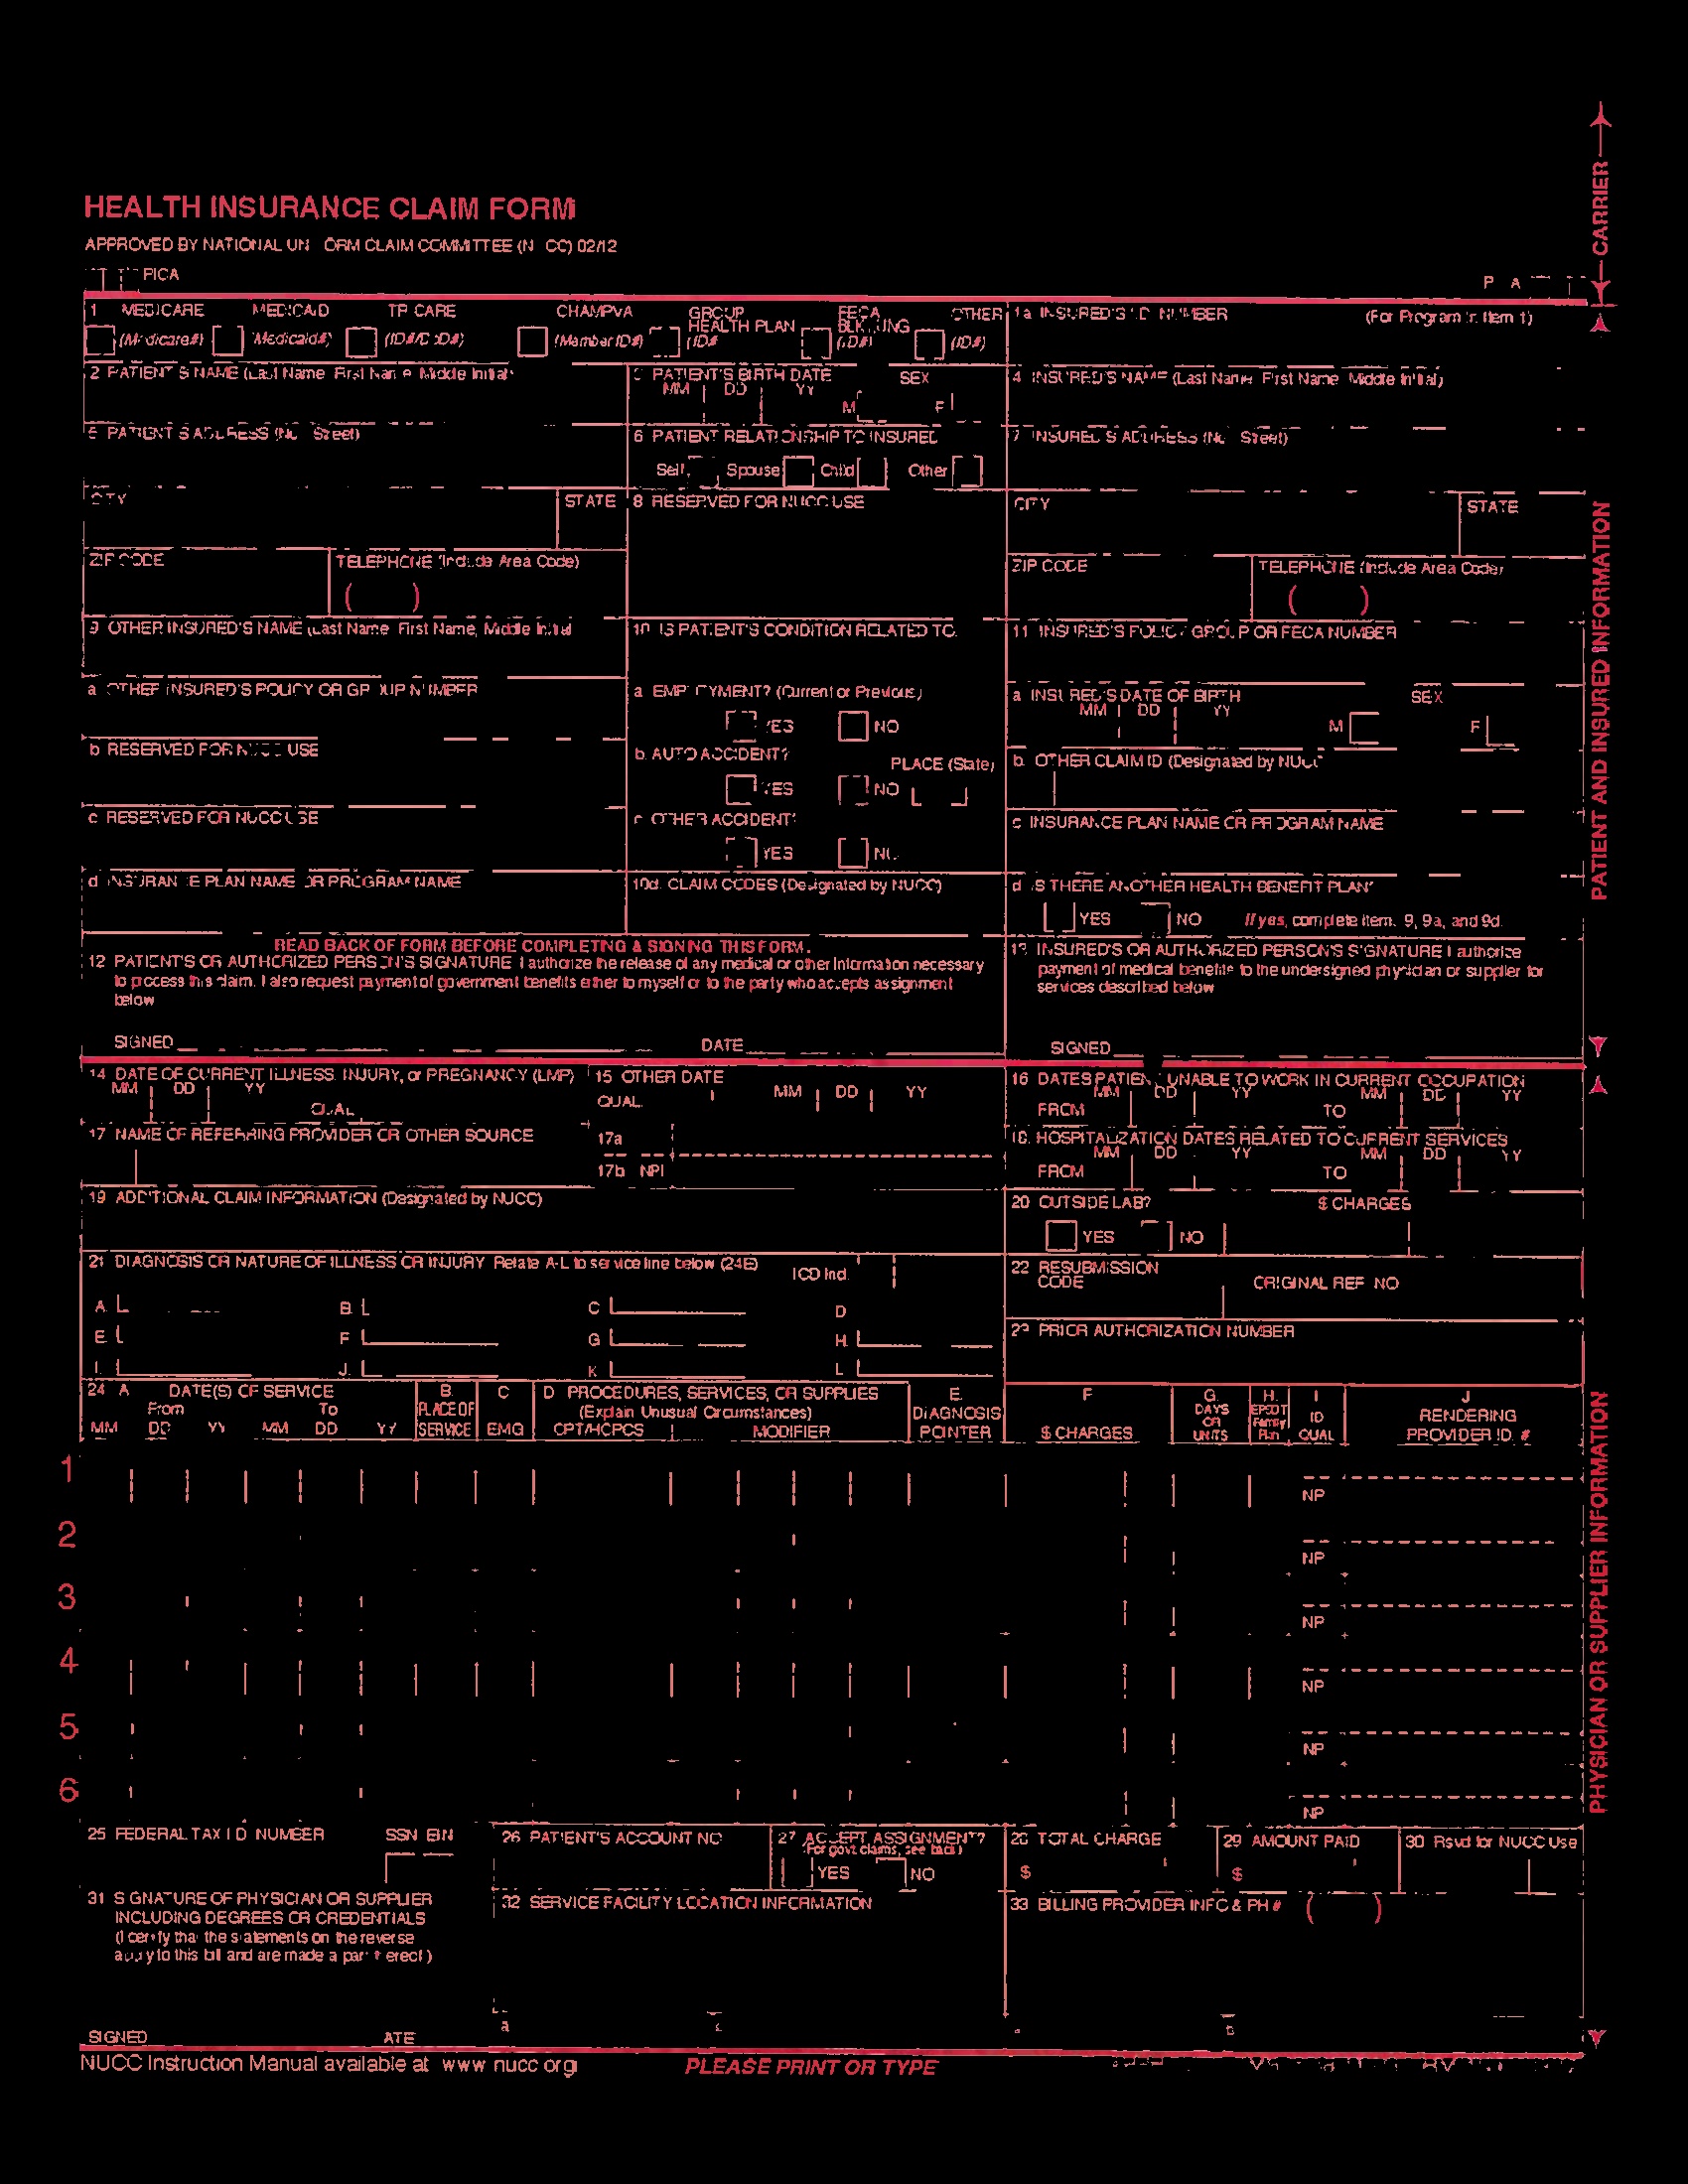 CARRIER
HEALTH INSURANCE CLAIM FORM
APPROVED BY NATIONAL UN ORM CLAIM COMMITTEE (N CC) 02/12
PICA
P A
1 MEDICARE MEDICAID TR CARE CHAMPVA GROUP HEALTH PLAN FECA BLK LUNG OTHER
(Medicare#) (Medicaid#) (ID#/DoD#) (Member ID#) (ID# (ID#) (ID#)
1a INSURED'S I.D. NUMBER (For Program in Item 1)
2 PATIENT'S NAME (Last Name First Name Middle Initial)
3 PATIENT'S BIRTH DATE SEX
MM DD YY M F
4 INSURED'S NAME (Last Name First Name Middle Initial)
5 PATIENT'S ADDRESS (No Street)
6 PATIENT RELATIONSHIP TO INSURED
Self Spouse Child Other
7 INSURED'S ADDRESS (No Street)
CITY STATE
8 RESERVED FOR NUCC USE
CITY STATE
ZIP CODE TELEPHONE (Include Area Code)
( )
ZIP CODE TELEPHONE (Include Area Code)
( )
PATIENT AND INSURED INFORMATION
9 OTHER INSURED'S NAME (Last Name First Name, Middle Initial
10 IS PATIENT'S CONDITION RELATED TO
11 INSURED'S POLICY GROUP OR FECA NUMBER
a OTHER INSURED'S POLICY OR GROUP NUMBER
a EMPLOYMENT? (Current or Previous)
YES NO
a INSURED'S DATE OF BIRTH SEX
MM DD YY M F
b RESERVED FOR NUCC USE
b. AUTO ACCIDENT? PLACE (State)
YES NO
b. OTHER CLAIM ID (Designated by NUCC
c RESERVED FOR NUCC USE
c OTHER ACCIDENT?
YES NO
c INSURANCE PLAN NAME OR PROGRAM NAME
d INSURANCE PLAN NAME OR PROGRAM NAME
10d. CLAIM CODES (Designated by NUCC)
d IS THERE ANOTHER HEALTH BENEFIT PLAN?
YES NO If yes, complete item. 9, 9a, and 9d.
READ BACK OF FORM BEFORE COMPLETING & SIGNING THIS FORM.
12 PATIENT'S OR AUTHORIZED PERSON'S SIGNATURE I authorize the release of any medical or other information necessary
to process this claim. I also request payment of government benefits either to myself or to the party who accepts assignment
below
SIGNED DATE
13 INSURED'S OR AUTHORIZED PERSON'S SIGNATURE I authorize
payment of medical benefits to the undersigned physician or supplier for
services described below
SIGNED
14 DATE OF CURRENT ILLNESS, INJURY, or PREGNANCY (LMP)
MM DD YY QUAL
15 OTHER DATE
QUAL MM DD YY
16 DATES PATIENT UNABLE TO WORK IN CURRENT OCCUPATION
MM DD YY MM DD YY
FROM TO
17 NAME OF REFERRING PROVIDER OR OTHER SOURCE
17a
17b NPI
18. HOSPITALIZATION DATES RELATED TO CURRENT SERVICES
MM DD YY MM DD YY
FROM TO
19 ADDITIONAL CLAIM INFORMATION (Designated by NUCC)
20 OUTSIDE LAB? $ CHARGES
YES NO
21 DIAGNOSIS OR NATURE OF ILLNESS OR INJURY Relate A-L to service line below (24E) ICD Ind.
A. B. C D
E. F G H.
I. J. K L
22 RESUBMISSION
CODE ORIGINAL REF NO
23 PRIOR AUTHORIZATION NUMBER
24 A DATE(S) OF SERVICE
From To
MM DD YY MM DD YY
B. PLACE OF SERVICE
C EMG
D PROCEDURES, SERVICES, OR SUPPLIES
(Explain Unusual Circumstances)
CPT/HCPCS MODIFIER
E. DIAGNOSIS POINTER
F $ CHARGES
G. DAYS OR UNITS
H. EPSDT Family Plan
I ID QUAL
J RENDERING PROVIDER ID. #
1 NP
2 NP
3 NP
4 NP
5 NP
6 NP
PHYSICIAN OR SUPPLIER INFORMATION
25 FEDERAL TAX I D NUMBER SSN EIN
26 PATIENT'S ACCOUNT NO
27 ACCEPT ASSIGNMENT?
(For govt. claims, see back)
YES NO
28 TOTAL CHARGE
$
29 AMOUNT PAID
$
30 Rsvd for NUCC Use
31 SIGNATURE OF PHYSICIAN OR SUPPLIER
INCLUDING DEGREES OR CREDENTIALS
(I certify that the statements on the reverse
apply to this bill and are made a part thereof)
SIGNED ATE
32 SERVICE FACILITY LOCATION INFORMATION
a
33 BILLING PROVIDER INFO & PH # ( )
NUCC Instruction Manual available at www nucc org
PLEASE PRINT OR TYPE